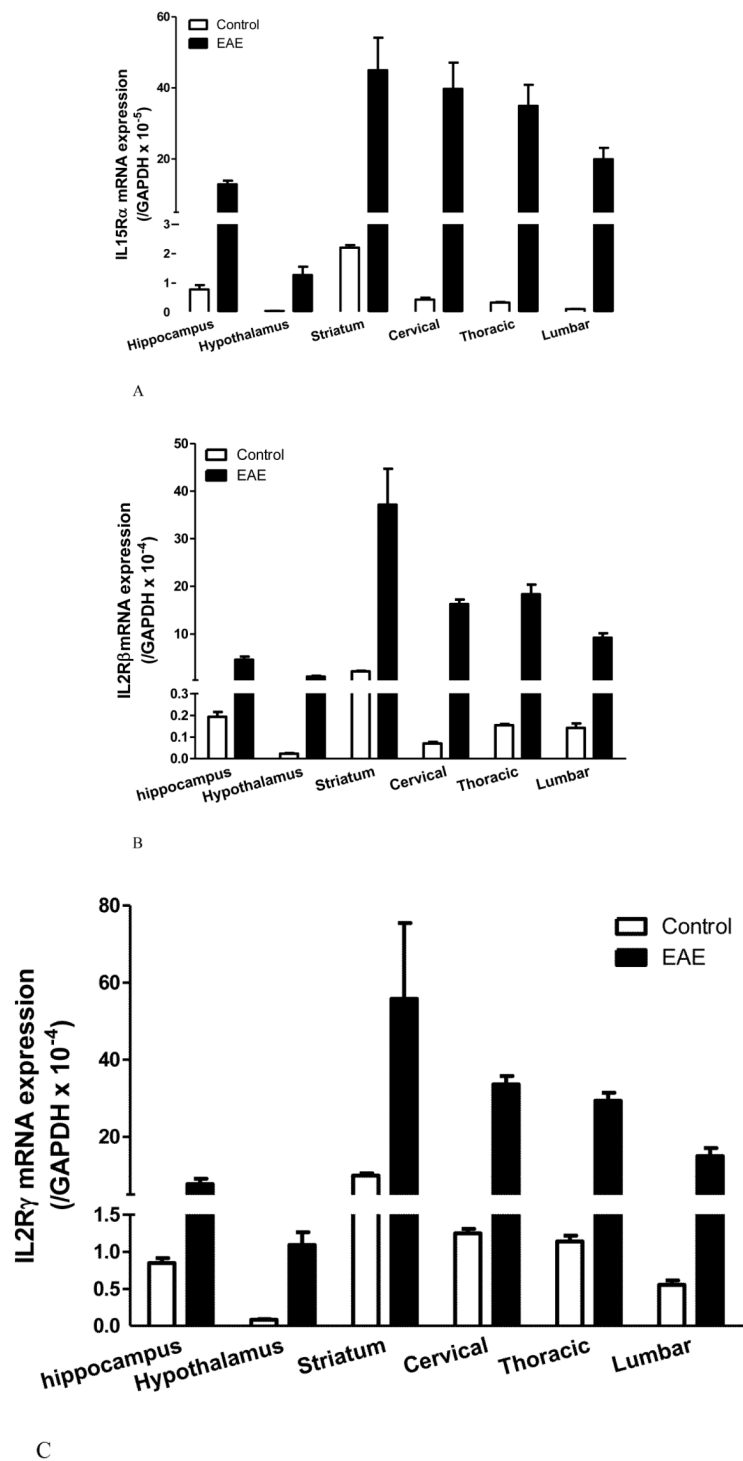 Control
EAE
IL15Rα mRNA expression
(/GAPDH x 10⁻⁵)
60
40
20
3
2
1
0
Hippocampus
Hypothalamus
Striatum
Cervical
Thoracic
Lumbar
A
Control
EAE
IL2RβmRNA expression
(/GAPDH x 10⁻⁴)
50
40
30
20
10
0.3
0.2
0.1
0.0
hippocampus
Hypothalamus
Striatum
Cervical
Thoracic
Lumbar
B
Control
EAE
IL2Rγ mRNA expression
(/GAPDH x 10⁻⁴)
80
60
40
20
1.5
1.0
0.5
0.0
hippocampus
Hypothalamus
Striatum
Cervical
Thoracic
Lumbar
C